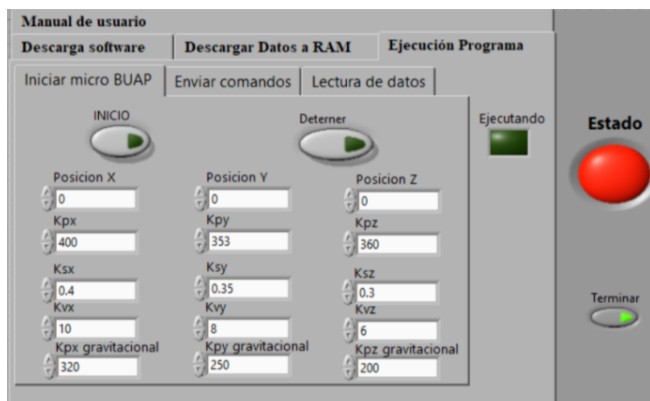 Manual de usuario
Descarga software Descargar Datos a RAM Ejecución Programa
Iniciar micro BUAP Enviar comandos Lectura de datos
INICIO Deterner Ejecutando Estado
Posicion X Posicion Y Posicion Z
0 0 0
Kpx Kpy Kpz
400 353 360
Ksx Ksy Ksz
0.4 0.35 0.3
Kvx Kvy Kvz
10 8 6
Terminar
Kpx gravitacional Kpy gravitacional Kpz gravitacional
320 250 200